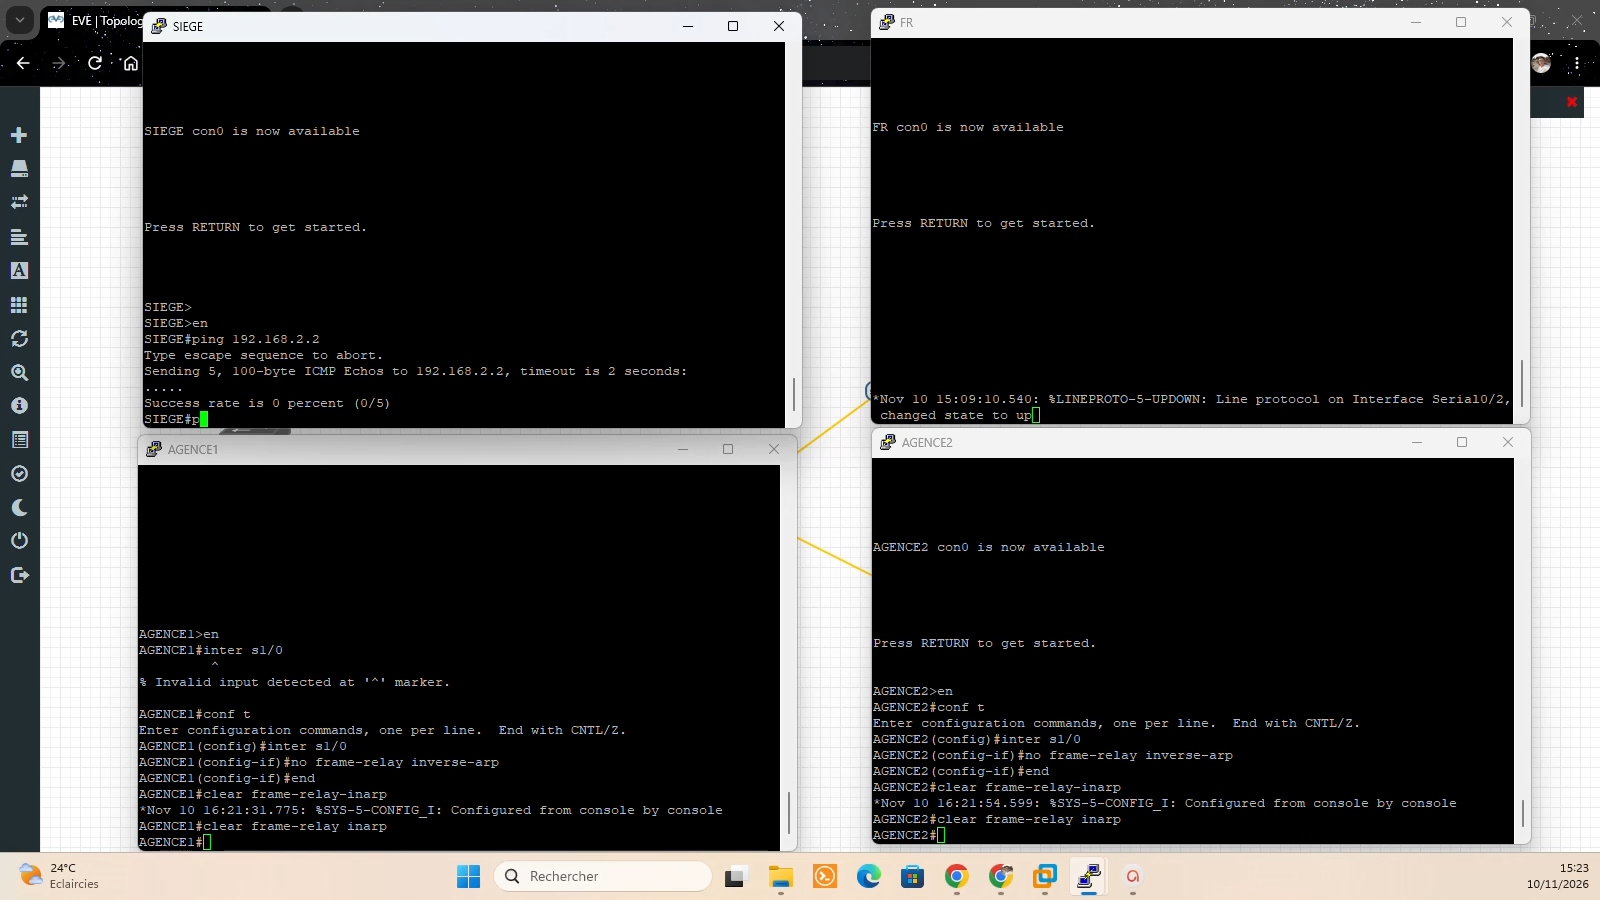 EVE | Topolog
SIEGE
SIEGE con0 is now available
Press RETURN to get started.
SIEGE>
SIEGE>en
SIEGE#ping 192.168.2.2
Type escape sequence to abort.
Sending 5, 100-byte ICMP Echos to 192.168.2.2, timeout is 2 seconds:
.....
Success rate is 0 percent (0/5)
SIEGE#p
FR
FR con0 is now available
Press RETURN to get started.
*Nov 10 15:09:10.540: %LINEPROTO-5-UPDOWN: Line protocol on Interface Serial0/2,
changed state to up
AGENCE1
AGENCE1>en
AGENCE1#inter s1/0
^
% Invalid input detected at '^' marker.
AGENCE1#conf t
Enter configuration commands, one per line.  End with CNTL/Z.
AGENCE1(config)#inter s1/0
AGENCE1(config-if)#no frame-relay inverse-arp
AGENCE1(config-if)#end
AGENCE1#clear frame-relay-inarp
*Nov 10 16:21:31.775: %SYS-5-CONFIG_I: Configured from console by console
AGENCE1#clear frame-relay inarp
AGENCE1#
AGENCE2
AGENCE2 con0 is now available
Press RETURN to get started.
AGENCE2>en
AGENCE2#conf t
Enter configuration commands, one per line.  End with CNTL/Z.
AGENCE2(config)#inter s1/0
AGENCE2(config-if)#no frame-relay inverse-arp
AGENCE2(config-if)#end
AGENCE2#clear frame-relay-inarp
*Nov 10 16:21:54.599: %SYS-5-CONFIG_I: Configured from console by console
AGENCE2#clear frame-relay inarp
AGENCE2#
24°C
Eclaircies
Rechercher
15:23
10/11/2026